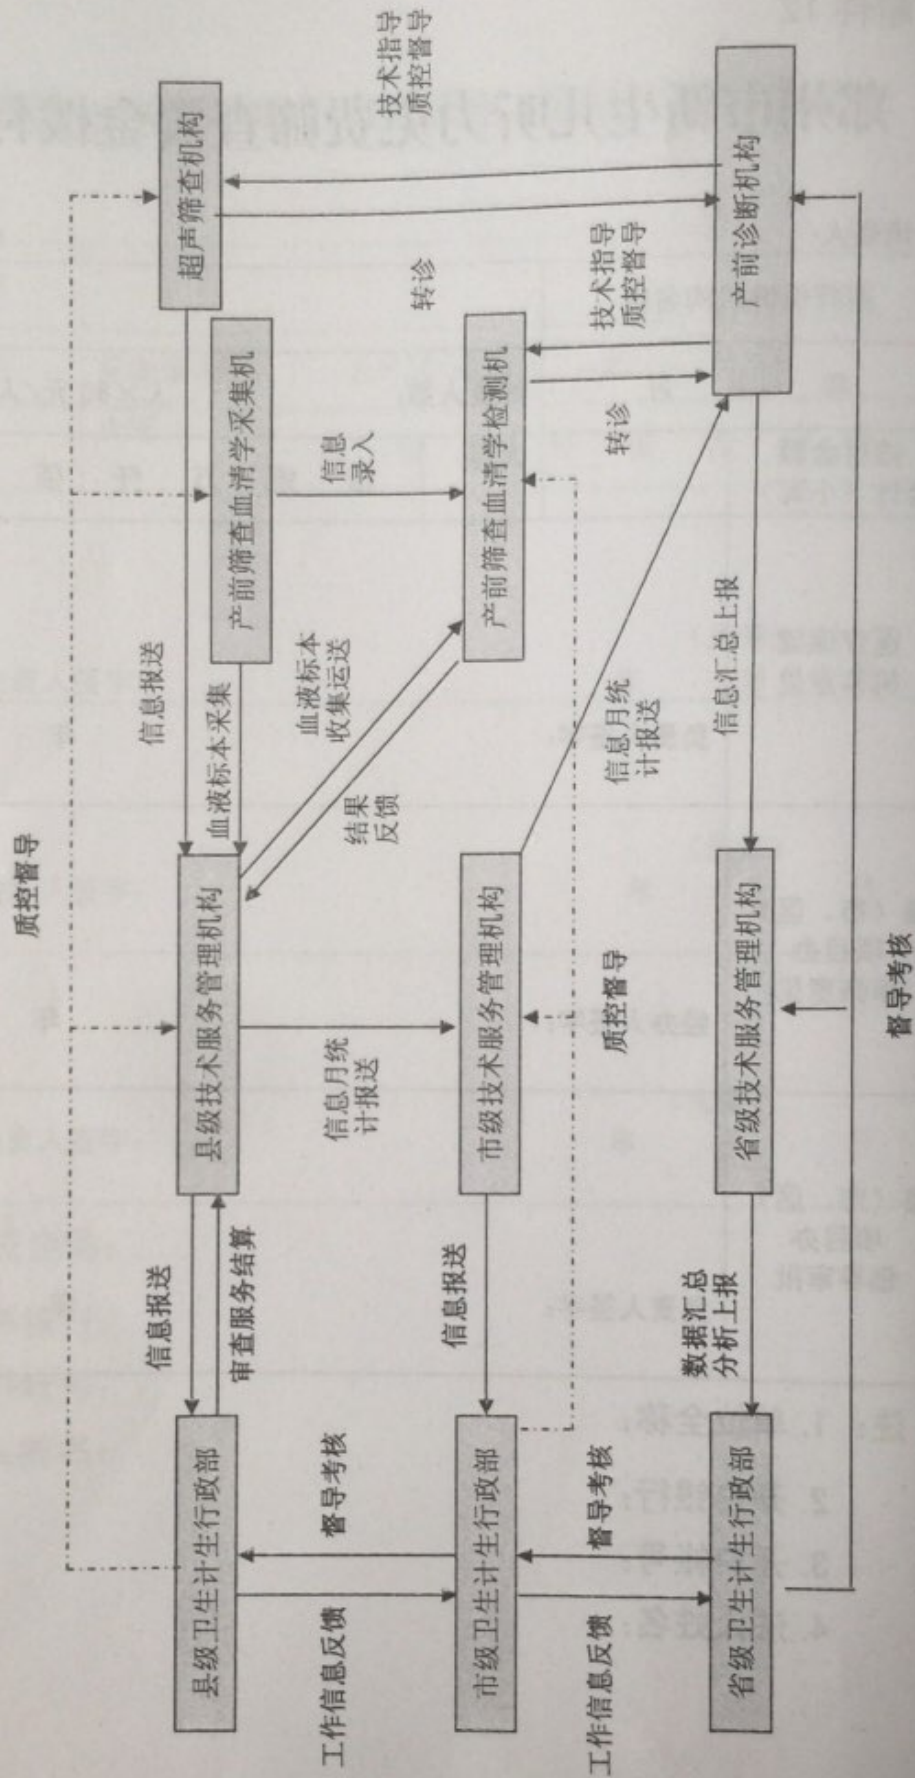 质控督导
县级卫生计生行政部
信息报送
审查服务结算
县级技术服务管理机构
信息报送
血液标本采集
超声筛查机构
产前筛查血清学采集机
工作信息反馈
督导考核
信息月统
计报送
结果
反馈
血液标本
收集运送
信息
录入
转诊
技术指导
质控督导
市级卫生计生行政部
信息报送
市级技术服务管理机构
产前筛查血清学检测机
工作信息反馈
督导考核
质控督导
信息月统
计报送
转诊
技术指导
质控督导
省级卫生计生行政部
数据汇总
分析上报
省级技术服务管理机构
信息汇总上报
产前诊断机构
督导考核